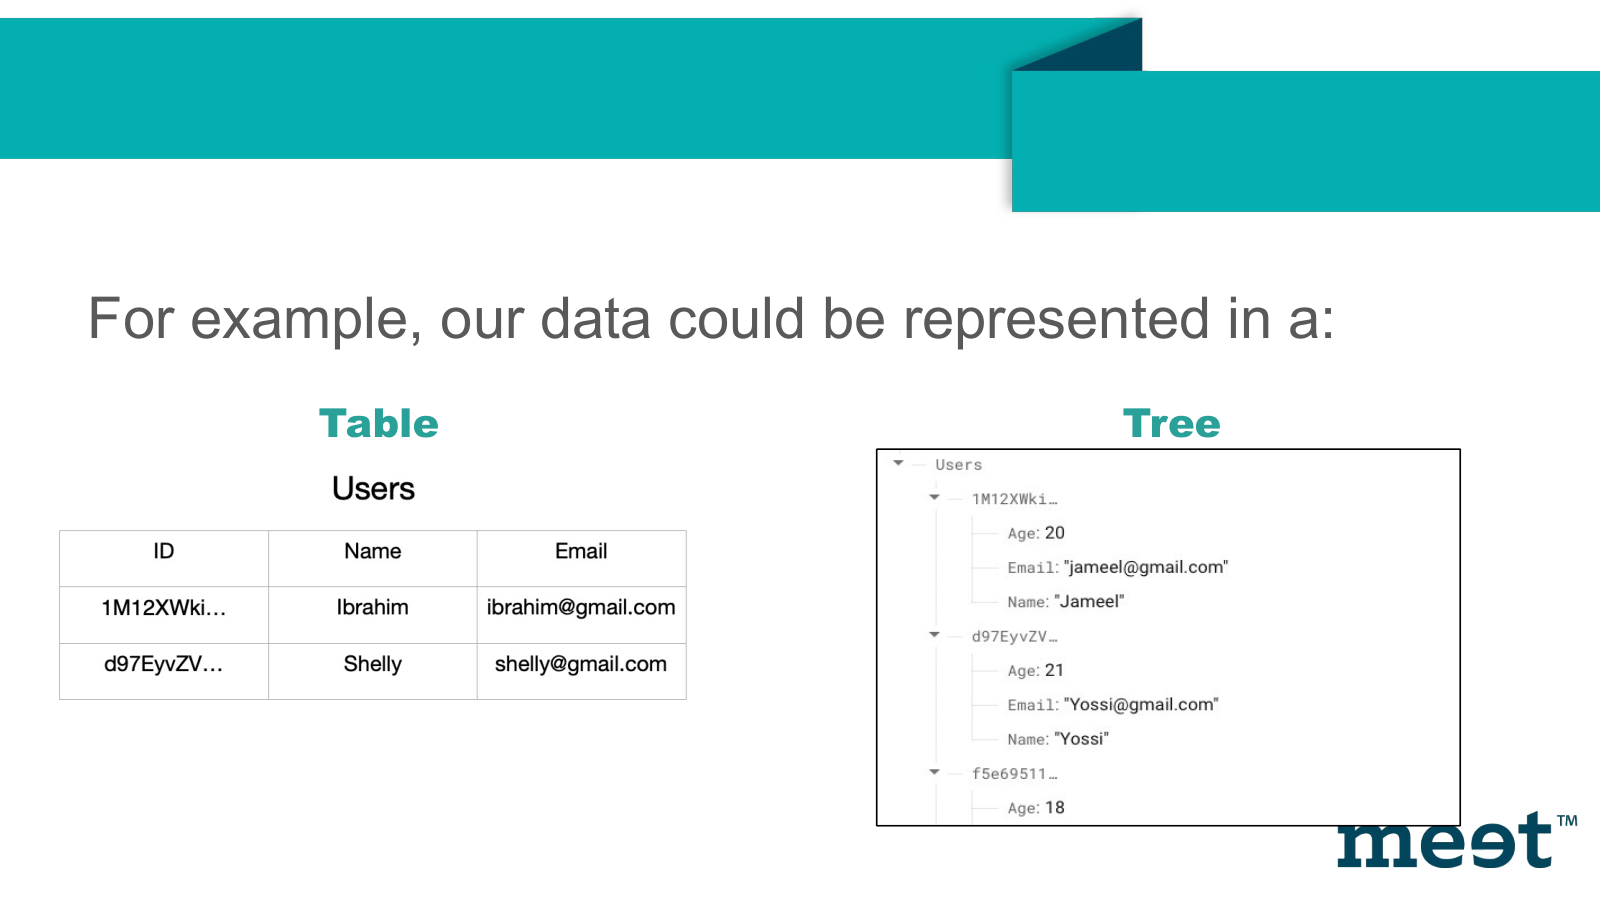 For example, our data could be represented in a:
Table
Users
ID Name Email
1M12XWki... Ibrahim ibrahim@gmail.com
d97EyvZV... Shelly shelly@gmail.com
Tree
Users
1M12XWki…
Age: 20
Email: "jameel@gmail.com"
Name: "Jameel"
d97EyvZV…
Age: 21
Email: "Yossi@gmail.com"
Name: "Yossi"
f5e69511…
Age: 18
meet™